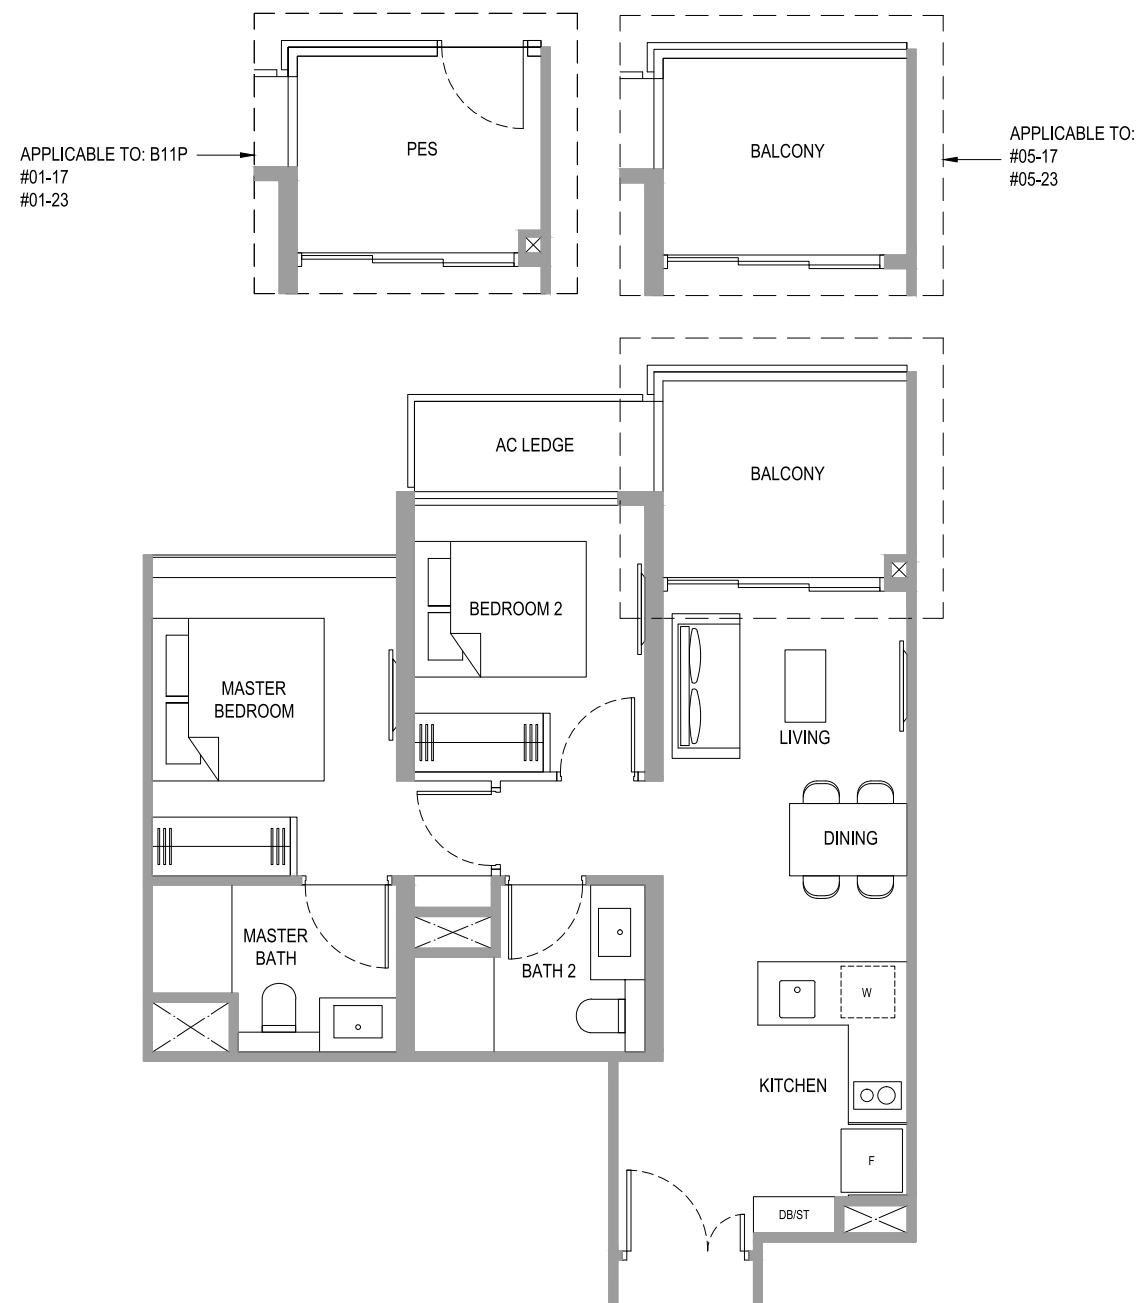 PES
BALCONY
APPLICABLE TO: B11P
#01-17
#01-23
APPLICABLE TO:
#05-17
#05-23
AC LEDGE
BALCONY
BEDROOM 2
MASTER
BEDROOM
LIVING
DINING
MASTER
BATH
BATH 2
W
KITCHEN
F
DB/ST